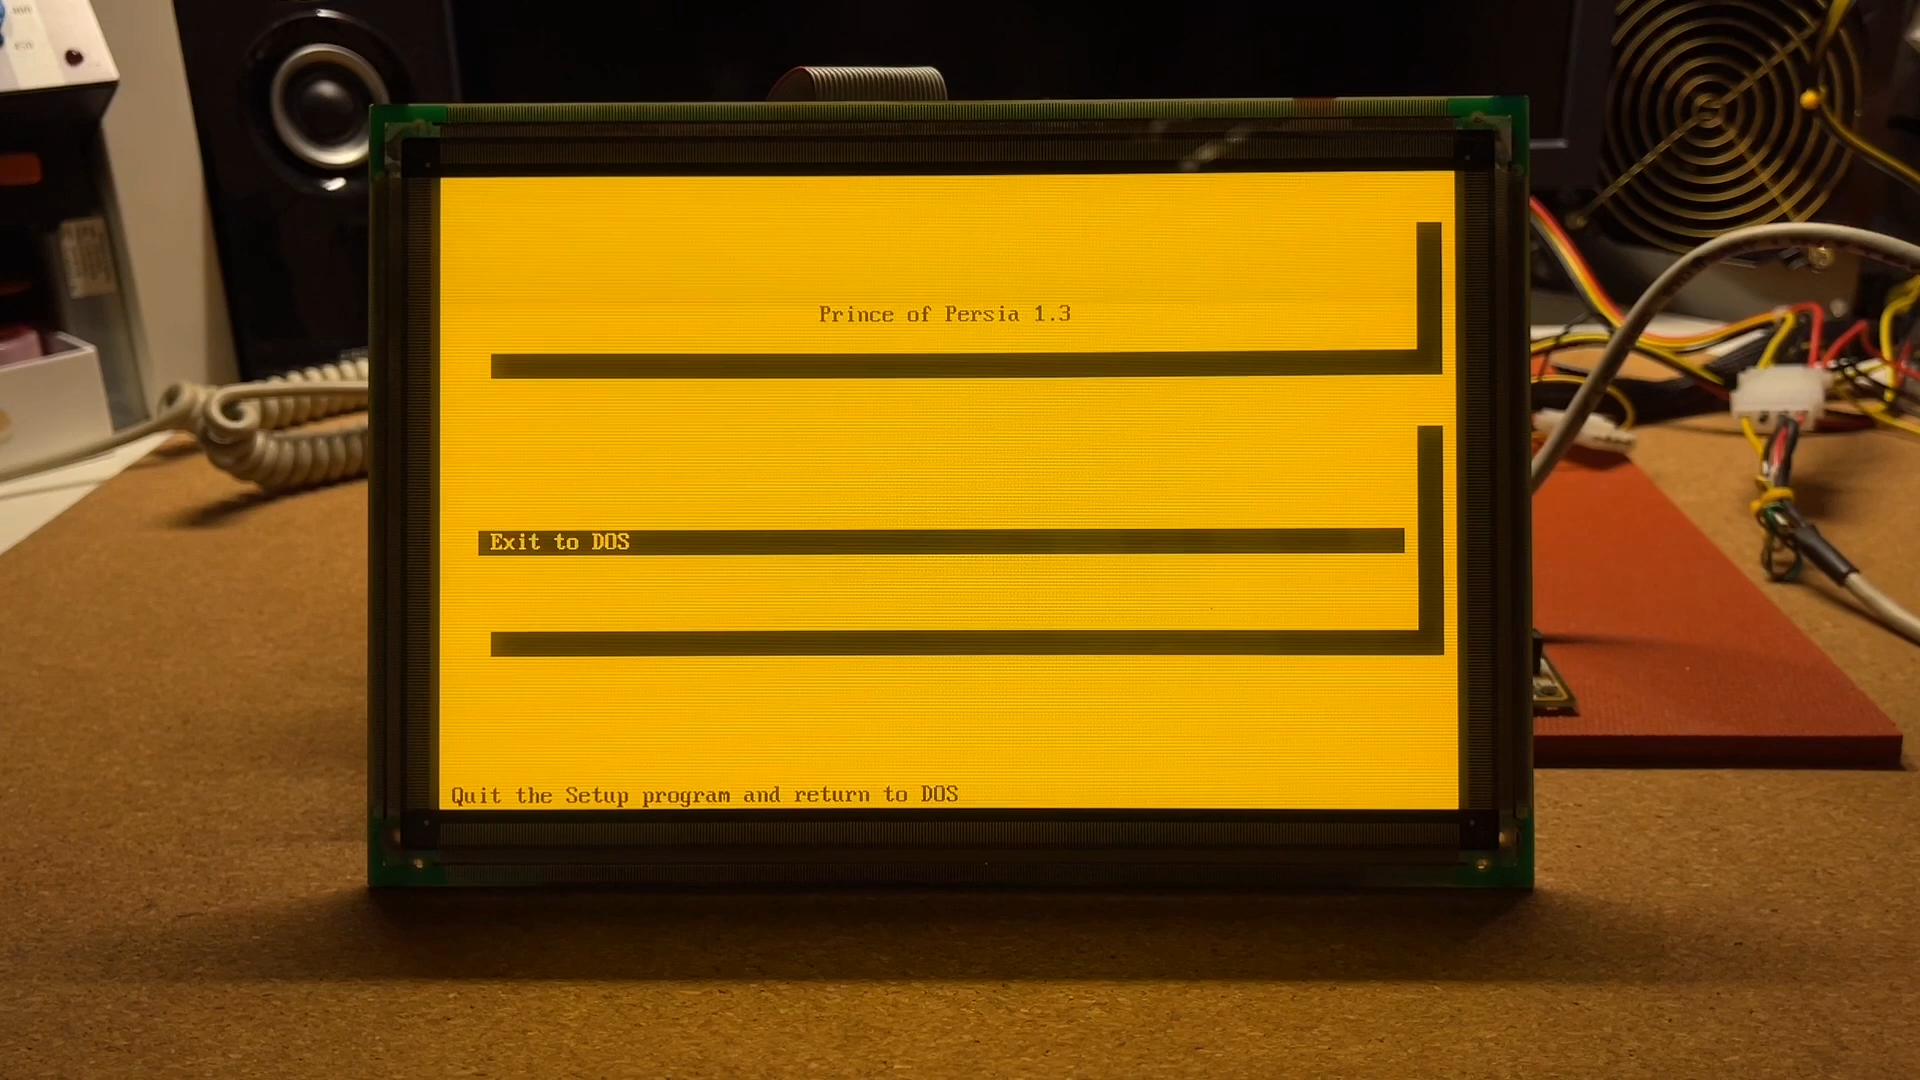 Prince of Persia 1.3
Exit to DOS
Quit the Setup program and return to DOS